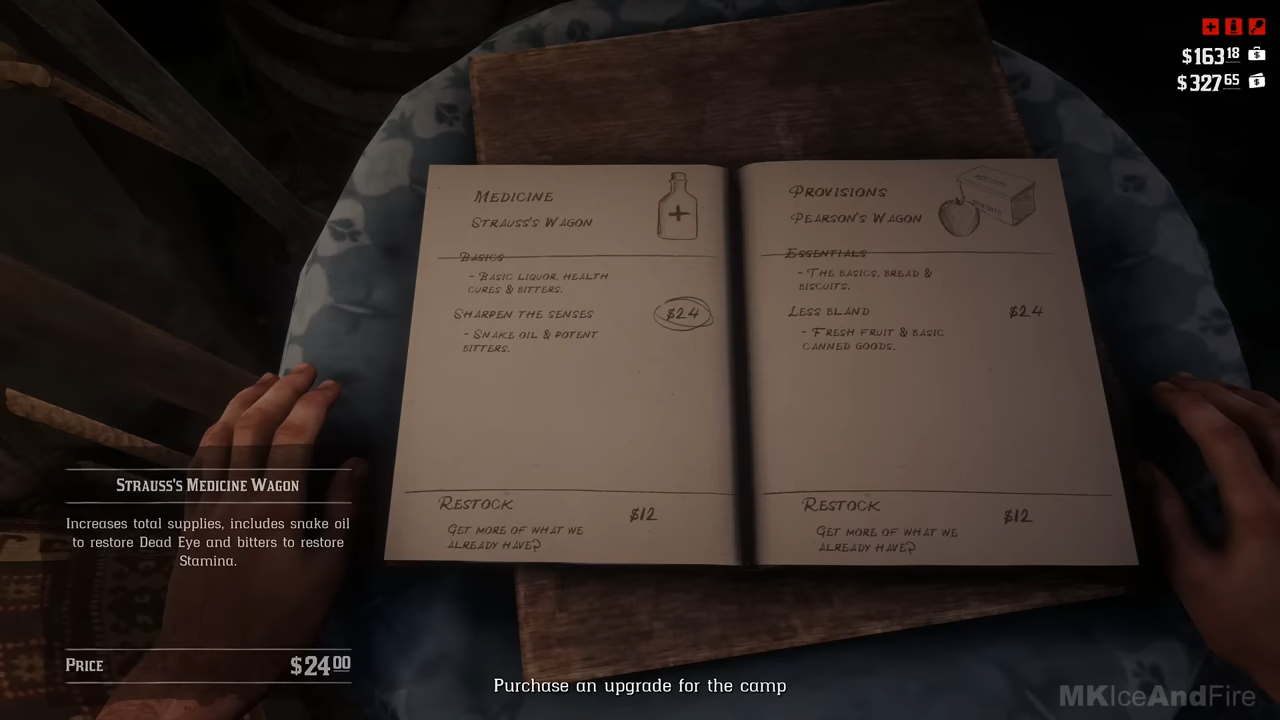 $163.18
$327.65
MEDICINE
STRAUSS'S WAGON
BASICS
- BASIC LIQUOR, HEALTH
CURES & BITTERS.
SHARPEN THE SENSES $24
- SNAKE OIL & POTENT
BITTERS.
RESTOCK $12
GET MORE OF WHAT WE
ALREADY HAVE?
PROVISIONS
PEARSON'S WAGON
ESSENTIALS
- THE BASICS, BREAD &
BISCUITS.
LESS BLAND $24
- FRESH FRUIT & BASIC
CANNED GOODS.
RESTOCK $12
GET MORE OF WHAT WE
ALREADY HAVE?
STRAUSS'S MEDICINE WAGON
Increases total supplies, includes snake oil
to restore Dead Eye and bitters to restore
Stamina.
PRICE $24.00
Purchase an upgrade for the camp
MKIceAndFire